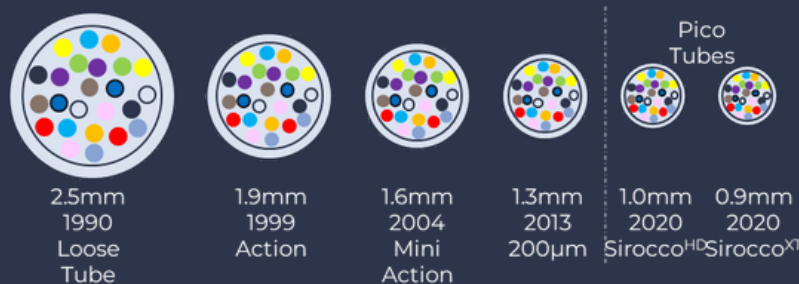 Pico
Tubes
2.5mm
1990
Loose
Tube
1.9mm
1999
Action
1.6mm
2004
Mini
Action
1.3mm
2013
200µm
1.0mm
2020
Siroccoᴴᴰ
0.9mm
2020
Siroccoˣᵀ